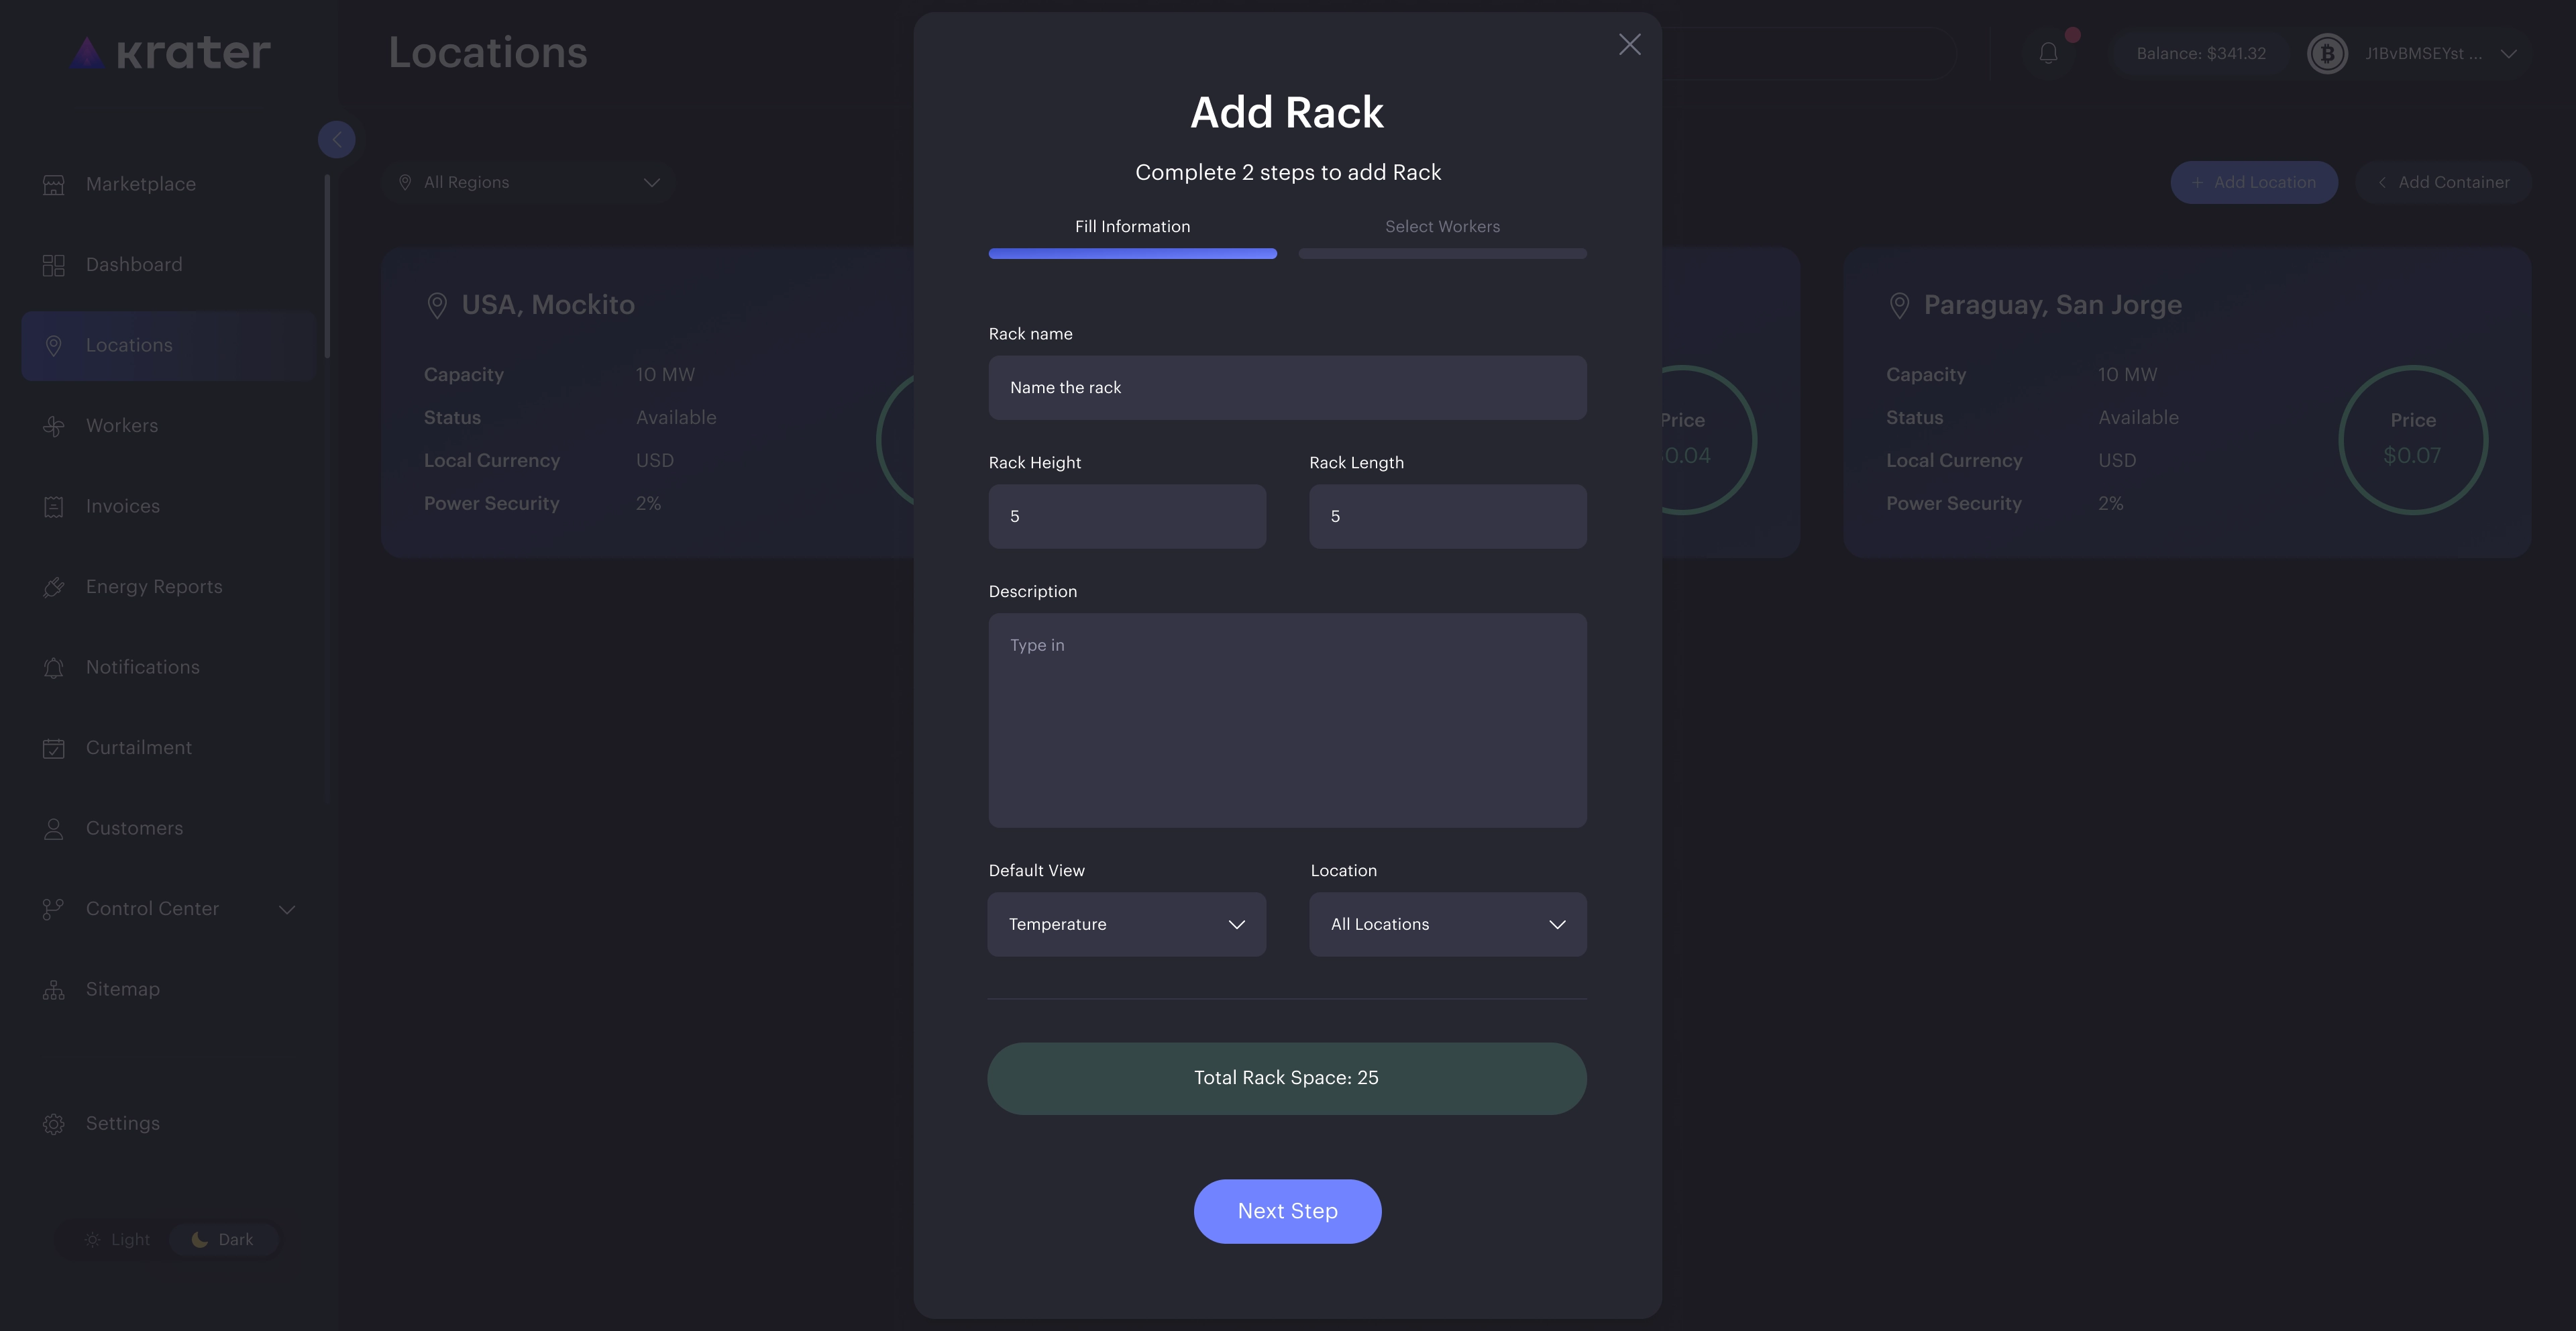 krater
Locations
Balance: $341.32
J1BvBMSEYst ...
Marketplace
Dashboard
Locations
Workers
Invoices
Energy Reports
Notifications
Curtailment
Customers
Control Center
Sitemap
Settings
Light
Dark
All Regions
+ Add Location
Add Container
USA, Mockito
Capacity 10 MW
Status Available
Local Currency USD
Power Security 2%
Price
0.04
Paraguay, San Jorge
Capacity 10 MW
Status Available
Local Currency USD
Power Security 2%
Price
$0.07
Add Rack
Complete 2 steps to add Rack
Fill Information
Select Workers
Rack name
Name the rack
Rack Height
5
Rack Length
5
Description
Type in
Default View
Temperature
Location
All Locations
Total Rack Space: 25
Next Step